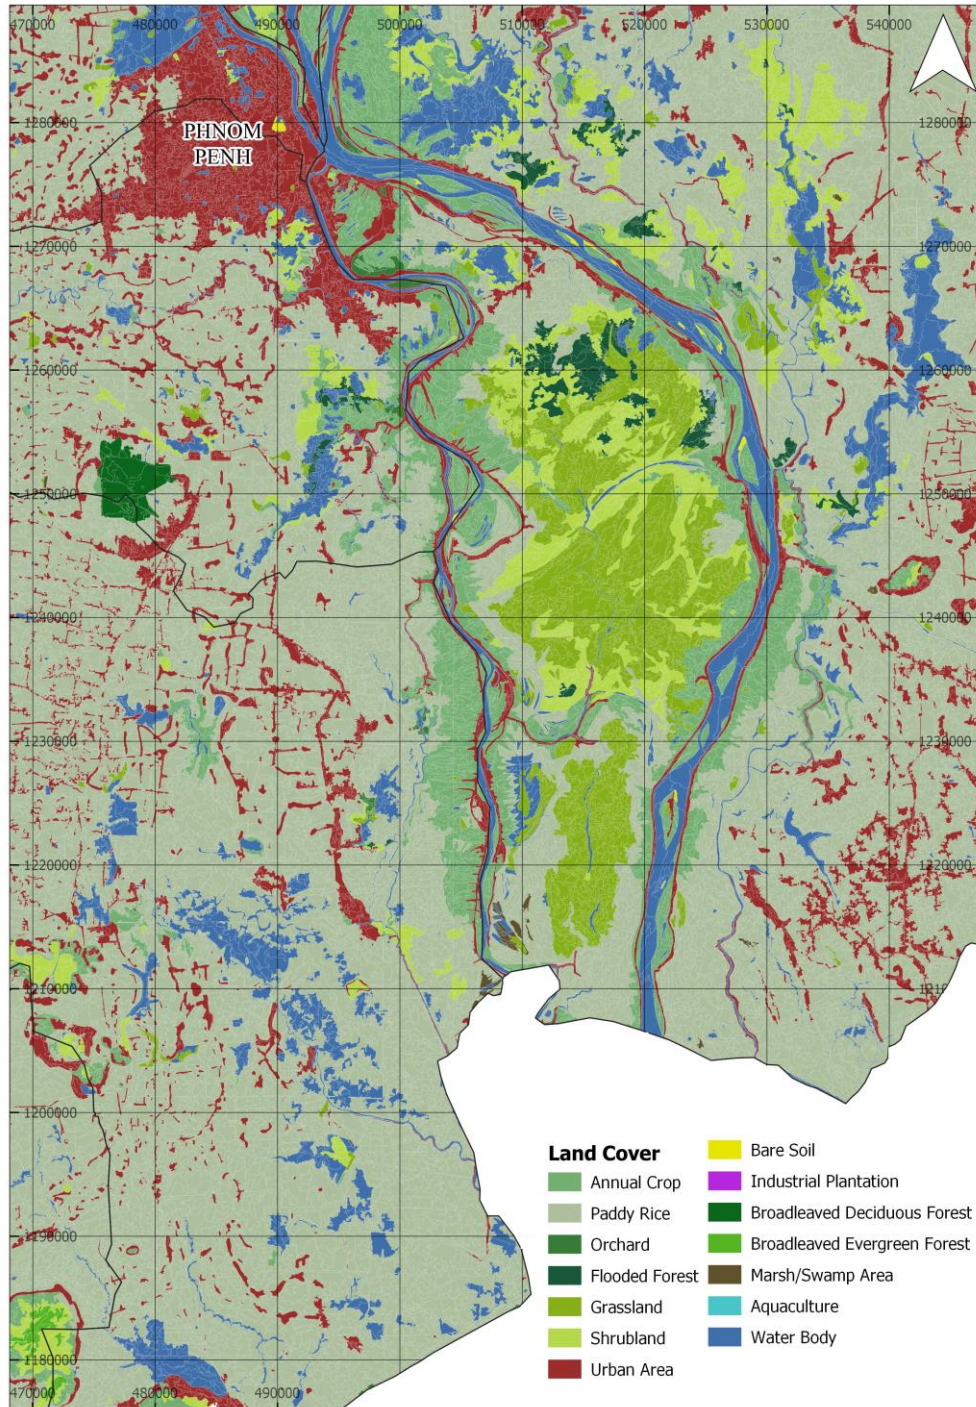 470000 480000 490000 500000 510000 520000 530000 540000
1280000 1280000
PHNOM
PENH
1270000 1270000
1260000 1260000
1250000 1250000
1240000 1240000
1230000 1230000
1220000 1220000
1210000
1200000
1190000
1180000
470000 480000 490000
Land Cover
Annual Crop
Paddy Rice
Orchard
Flooded Forest
Grassland
Shrubland
Urban Area
Bare Soil
Industrial Plantation
Broadleaved Deciduous Forest
Broadleaved Evergreen Forest
Marsh/Swamp Area
Aquaculture
Water Body